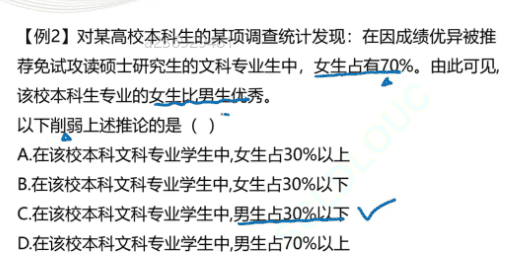 【例2】对某高校本科生的某项调查统计发现：在因成绩优异被推
荐免试攻读硕士研究生的文科专业生中，女生占有70%。由此可见,
该校本科生专业的女生比男生优秀。
以下削弱上述推论的是（ ）
A.在该校本科文科专业学生中,女生占30%以上
B.在该校本科文科专业学生中,女生占30%以下
C.在该校本科文科专业学生中,男生占30%以下
D.在该校本科文科专业学生中,男生占70%以上